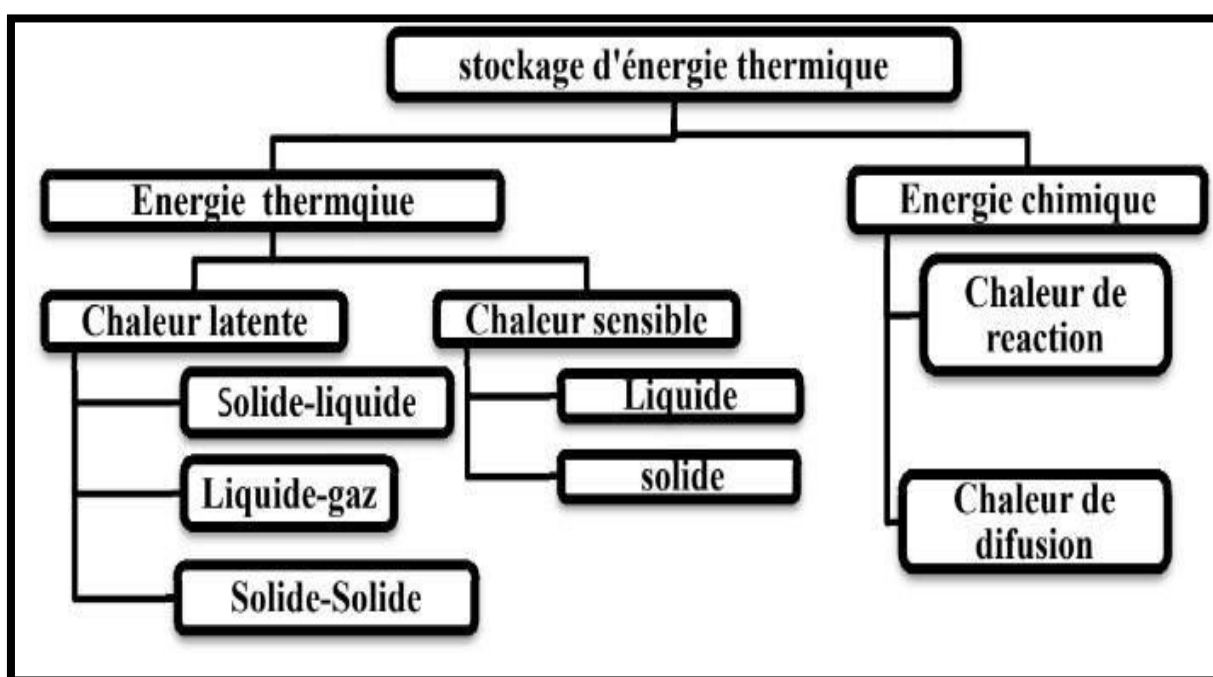 stockage d'énergie thermique
Energie thermqiue
Energie chimique
Chaleur latente
Chaleur sensible
Chaleur de
reaction
Solide-liquide
Liquide
Liquide-gaz
solide
Chaleur de
difusion
Solide-Solide